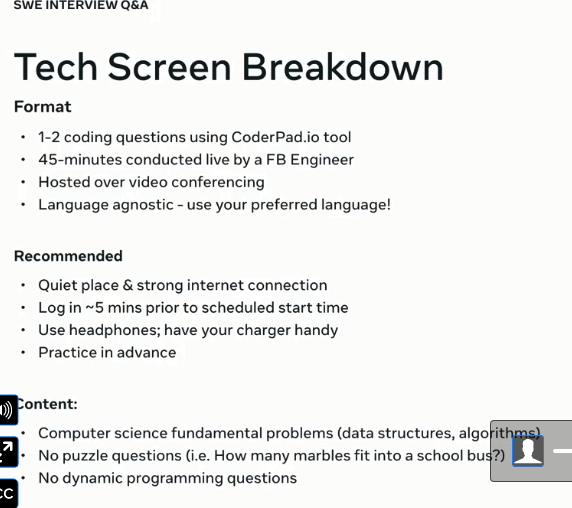 SWE INTERVIEW Q&A
Tech Screen Breakdown
Format
• 1-2 coding questions using CoderPad.io tool
• 45-minutes conducted live by a FB Engineer
• Hosted over video conferencing
• Language agnostic - use your preferred language!
Recommended
• Quiet place & strong internet connection
• Log in ~5 mins prior to scheduled start time
• Use headphones; have your charger handy
• Practice in advance
Content:
• Computer science fundamental problems (data structures, algorithms)
• No puzzle questions (i.e. How many marbles fit into a school bus?)
• No dynamic programming questions
CC